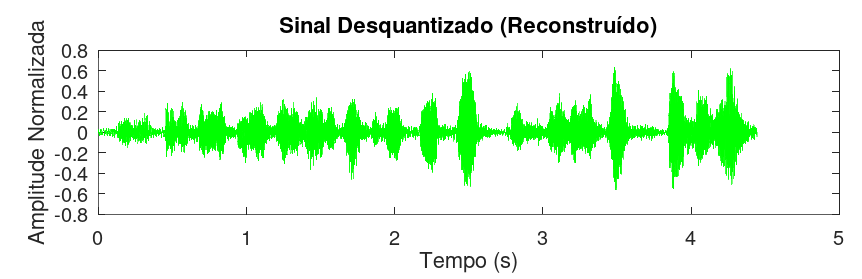 Sinal Desquantizado (Reconstruído)
Amplitude Normalizada
0.8
0.6
0.4
0.2
0
-0.2
-0.4
-0.6
-0.8
0 1 2 3 4 5
Tempo (s)